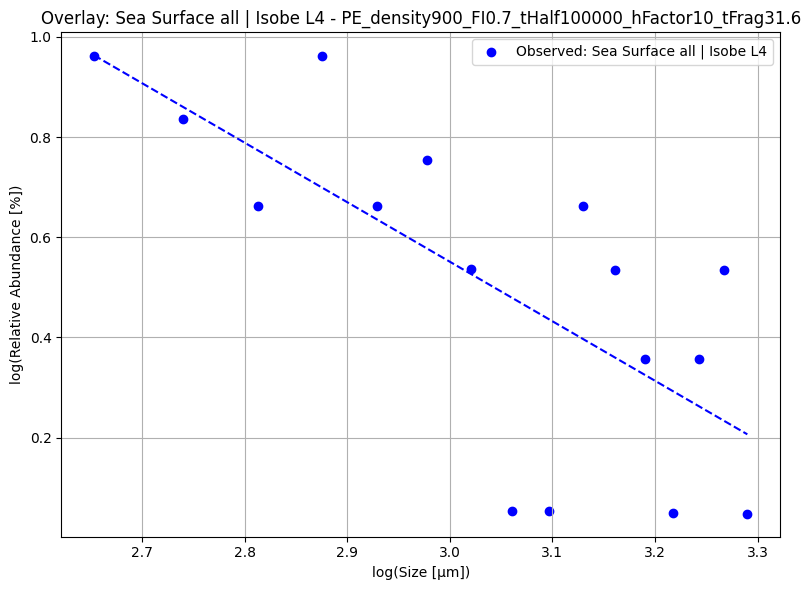 Overlay: Sea Surface all | Isobe L4 - PE_density900_FI0.7_tHalf100000_hFactor10_tFrag31.6
Observed: Sea Surface all | Isobe L4
log(Relative Abundance [%])
1.0
0.8
0.6
0.4
0.2
2.7 2.8 2.9 3.0 3.1 3.2 3.3
log(Size [μm])